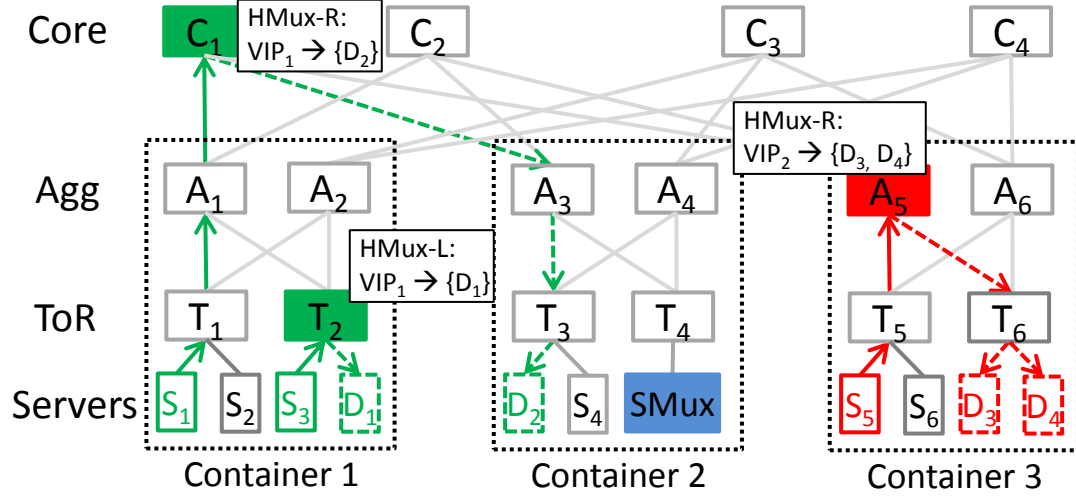 Core
C₁
HMux-R:
VIP₁ → {D₂}
C₂
C₃
C₄
HMux-R:
VIP₂ → {D₃, D₄}
Agg
A₁
A₂
A₃
A₄
A₅
A₆
HMux-L:
VIP₁ → {D₁}
ToR
T₁
T₂
T₃
T₄
T₅
T₆
Servers
S₁
S₂
S₃
D₁
D₂
S₄
SMux
S₅
S₆
D₃
D₄
Container 1
Container 2
Container 3